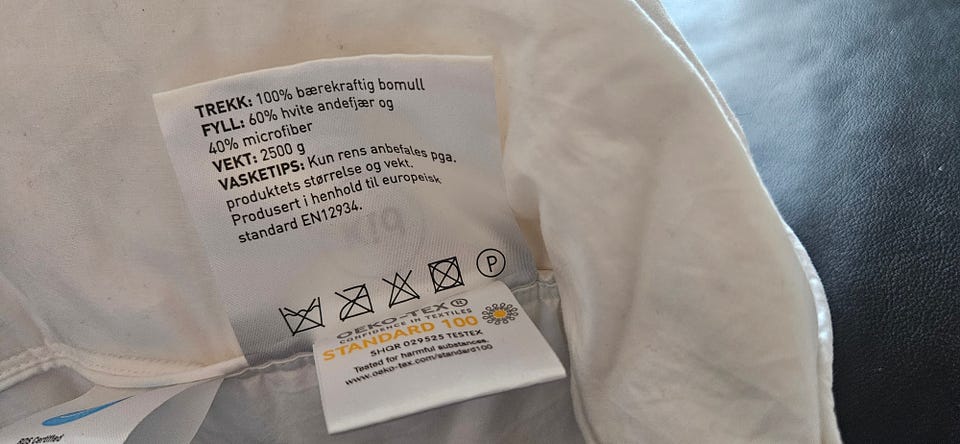 TREKK: 100% bærekraftig bomull
FYLL: 60% hvite andefjær og
40% microfiber
VEKT: 2500 g
VASKETIPS: Kun rens anbefales pga.
produktets størrelse og vekt.
Produsert i henhold til europeisk
standard EN12934.
P
OEKO-TEX®
CONFIDENCE IN TEXTILES
STANDARD 100
SHQR 029525 TESTEX
Tested for harmful substances.
www.oeko-tex.com/standard100
RDS Certified